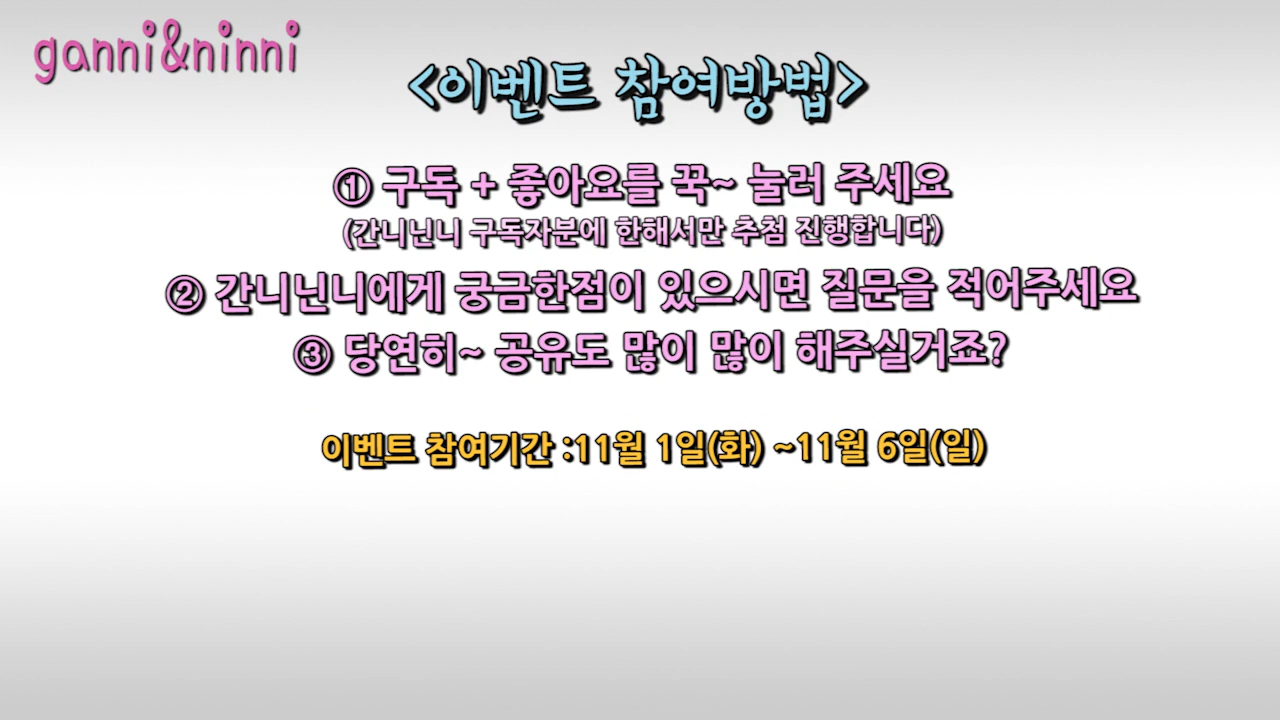 ganni&ninni
<이벤트 참여방법>
① 구독 + 좋아요를 꾹~ 눌러 주세요
(간니닌니 구독자분에 한해서만 추첨 진행합니다)
② 간니닌니에게 궁금한점이 있으시면 질문을 적어주세요
③ 당연히~ 공유도 많이 많이 해주실거죠?
이벤트 참여기간 :11월 1일(화) ~11월 6일(일)